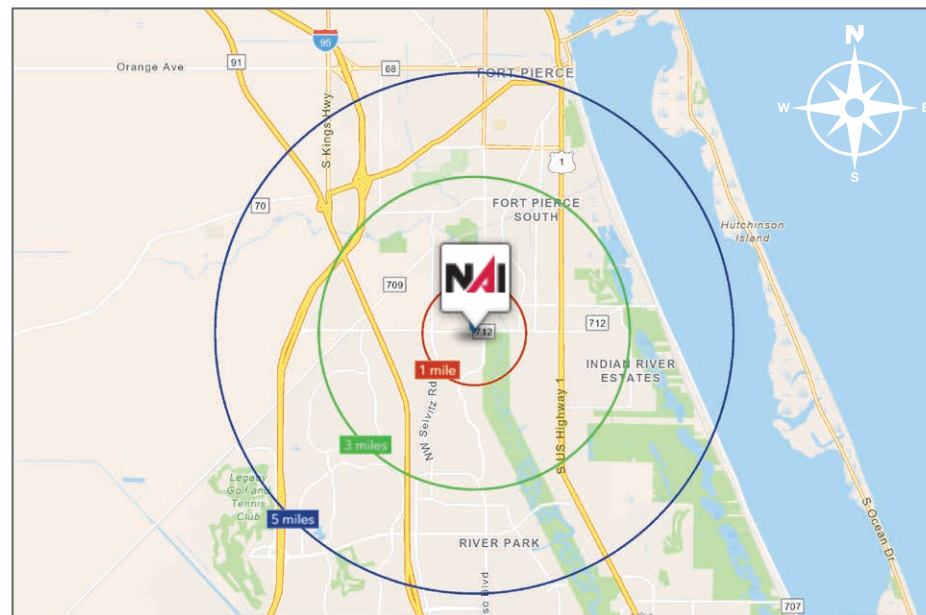 N
W
E
S
95
Orange Ave
91
68
FORT PIERCE
S Kings Hwy
1
70
FORT PIERCE
SOUTH
Hutchinson
Island
NAI
709
712
712
1 mile
INDIAN RIVER
ESTATES
NW Selvitz Rd
S US Highway 1
3 miles
Legacy
Golf and
Tennis
Club
5 miles
S Ocean Dr
RIVER PARK
so Blvd
707